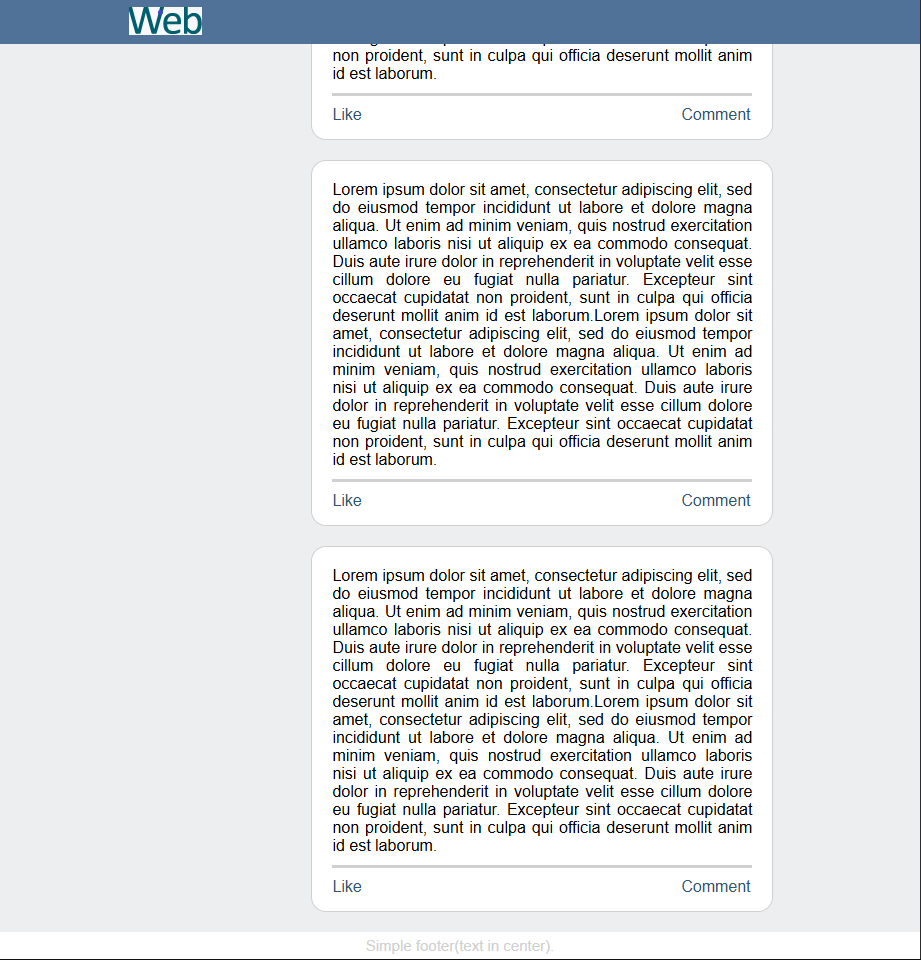 Web
non proident, sunt in culpa qui officia deserunt mollit anim
id est laborum.
Like Comment
Lorem ipsum dolor sit amet, consectetur adipiscing elit, sed
do eiusmod tempor incididunt ut labore et dolore magna
aliqua. Ut enim ad minim veniam, quis nostrud exercitation
ullamco laboris nisi ut aliquip ex ea commodo consequat.
Duis aute irure dolor in reprehenderit in voluptate velit esse
cillum dolore eu fugiat nulla pariatur. Excepteur sint
occaecat cupidatat non proident, sunt in culpa qui officia
deserunt mollit anim id est laborum.Lorem ipsum dolor sit
amet, consectetur adipiscing elit, sed do eiusmod tempor
incididunt ut labore et dolore magna aliqua. Ut enim ad
minim veniam, quis nostrud exercitation ullamco laboris
nisi ut aliquip ex ea commodo consequat. Duis aute irure
dolor in reprehenderit in voluptate velit esse cillum dolore
eu fugiat nulla pariatur. Excepteur sint occaecat cupidatat
non proident, sunt in culpa qui officia deserunt mollit anim
id est laborum.
Like Comment
Lorem ipsum dolor sit amet, consectetur adipiscing elit, sed
do eiusmod tempor incididunt ut labore et dolore magna
aliqua. Ut enim ad minim veniam, quis nostrud exercitation
ullamco laboris nisi ut aliquip ex ea commodo consequat.
Duis aute irure dolor in reprehenderit in voluptate velit esse
cillum dolore eu fugiat nulla pariatur. Excepteur sint
occaecat cupidatat non proident, sunt in culpa qui officia
deserunt mollit anim id est laborum.Lorem ipsum dolor sit
amet, consectetur adipiscing elit, sed do eiusmod tempor
incididunt ut labore et dolore magna aliqua. Ut enim ad
minim veniam, quis nostrud exercitation ullamco laboris
nisi ut aliquip ex ea commodo consequat. Duis aute irure
dolor in reprehenderit in voluptate velit esse cillum dolore
eu fugiat nulla pariatur. Excepteur sint occaecat cupidatat
non proident, sunt in culpa qui officia deserunt mollit anim
id est laborum.
Like Comment
Simple footer(text in center).